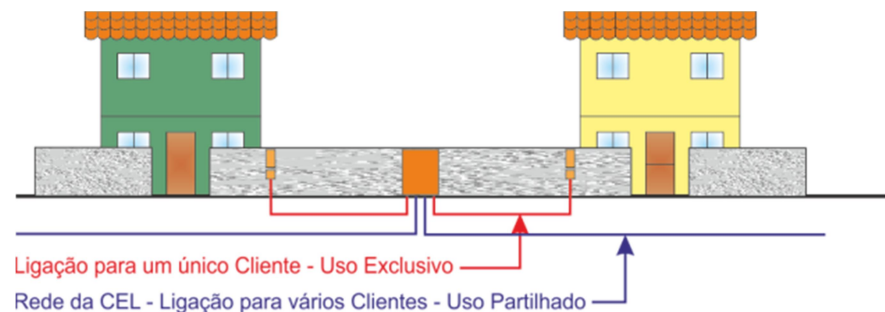 Ligação para um único Cliente - Uso Exclusivo
Rede da CEL - Ligação para vários Clientes - Uso Partilhado